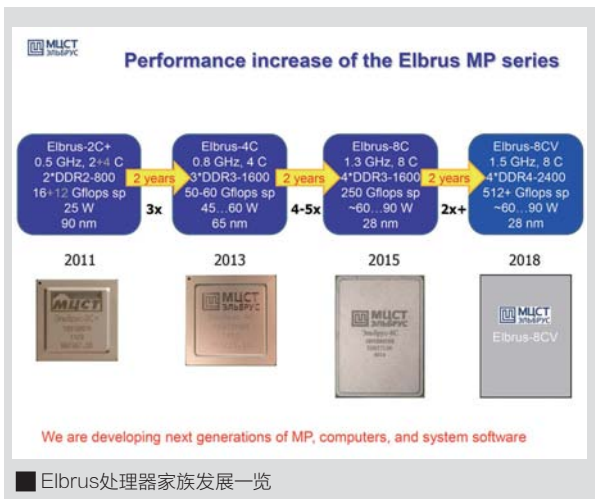 МЦСТ
ЭЛЬБРУС
Performance increase of the Elbrus MP series
Elbrus-2C+
0.5 GHz, 2+4 C
2*DDR2-800
16+12 Gflops sp
25 W
90 nm
2 years
3x
Elbrus-4C
0.8 GHz, 4 C
3*DDR3-1600
50-60 Gflops sp
45...60 W
65 nm
2 years
4-5x
Elbrus-8C
1.3 GHz, 8 C
4*DDR3-1600
250 Gflops sp
~60...90 W
28 nm
2 years
2x+
Elbrus-8CV
1.5 GHz, 8 C
4*DDR4-2400
512+ Gflops sp
~60...90 W
28 nm
2011
2013
2015
2018
МЦСТ
Эльбрус-2C+
МЦСТ
МЦСТ
ЭЛЬБРУС
Эльбрус-8С
МЦСТ
ЭЛЬБРУС
Elbrus-8CV
We are developing next generations of MP, computers, and system software
Elbrus处理器家族发展一览